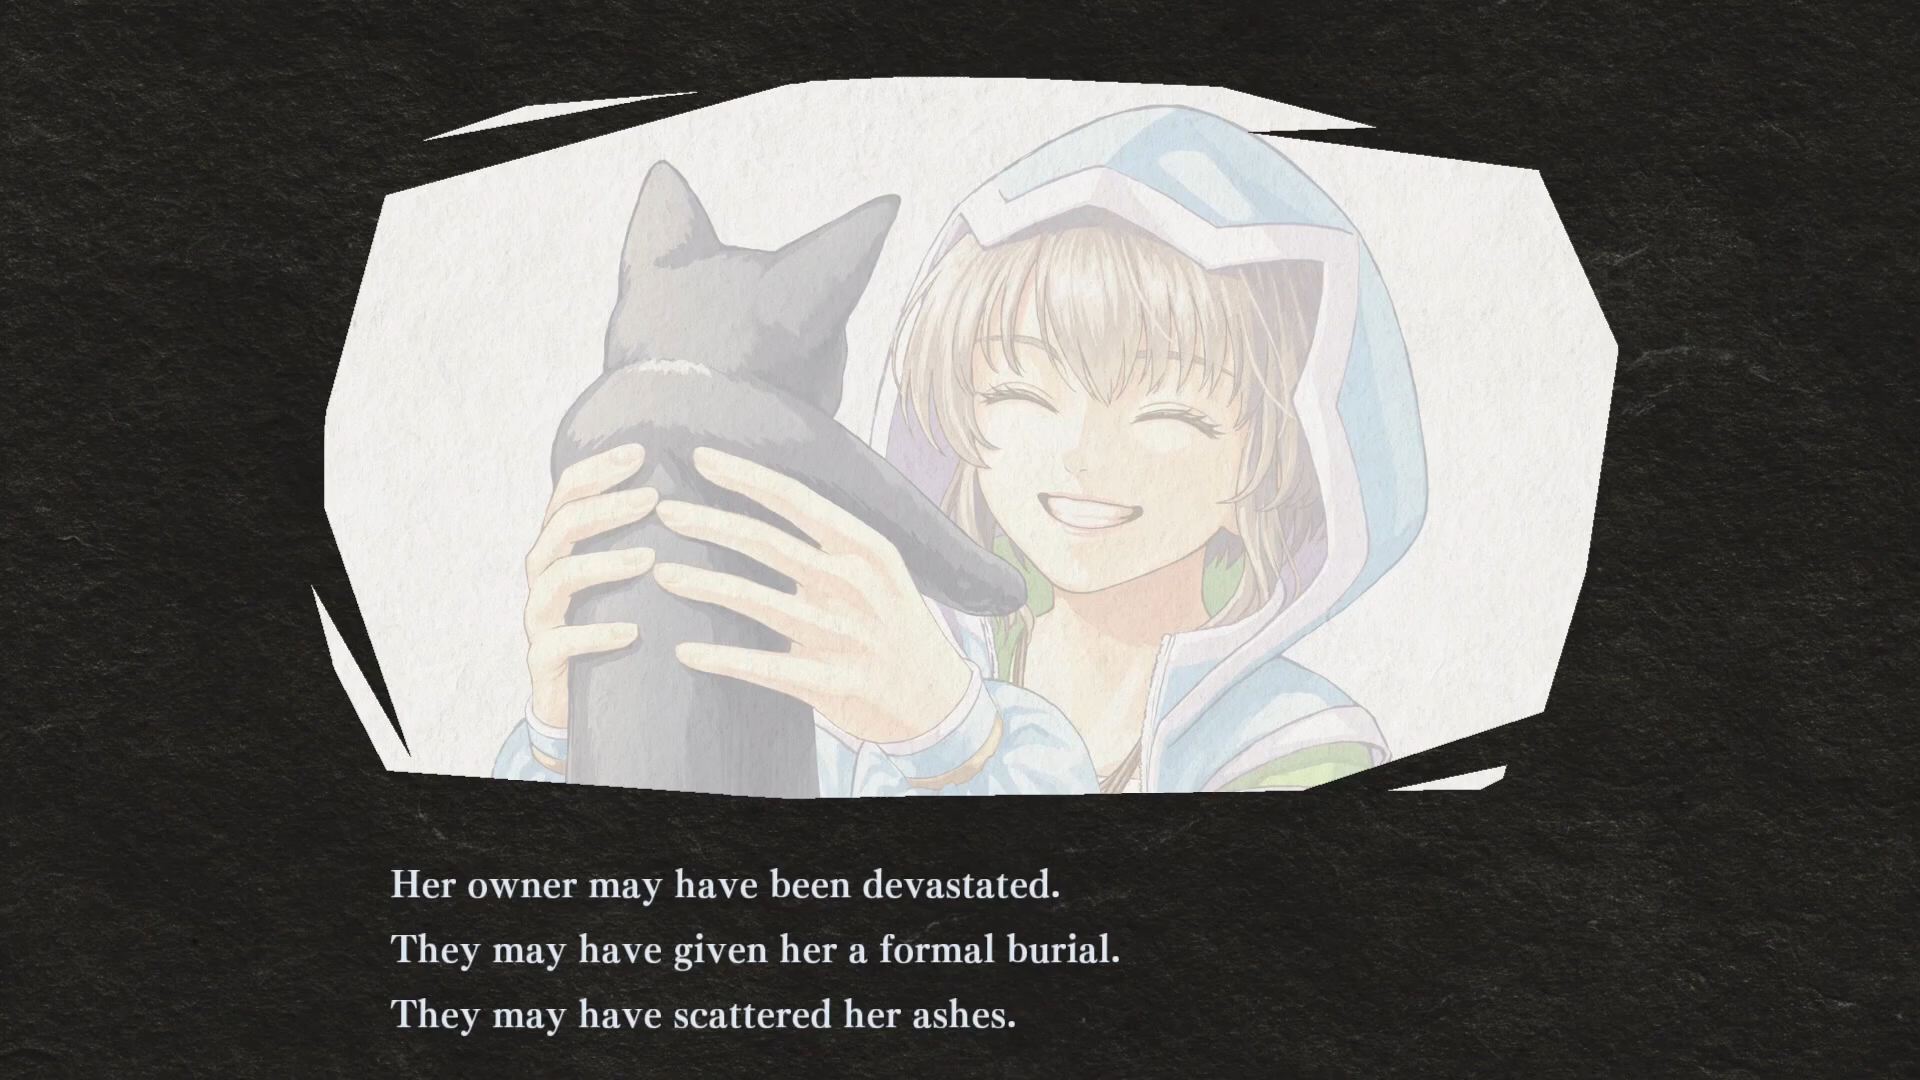 Her owner may have been devastated.
They may have given her a formal burial.
They may have scattered her ashes.